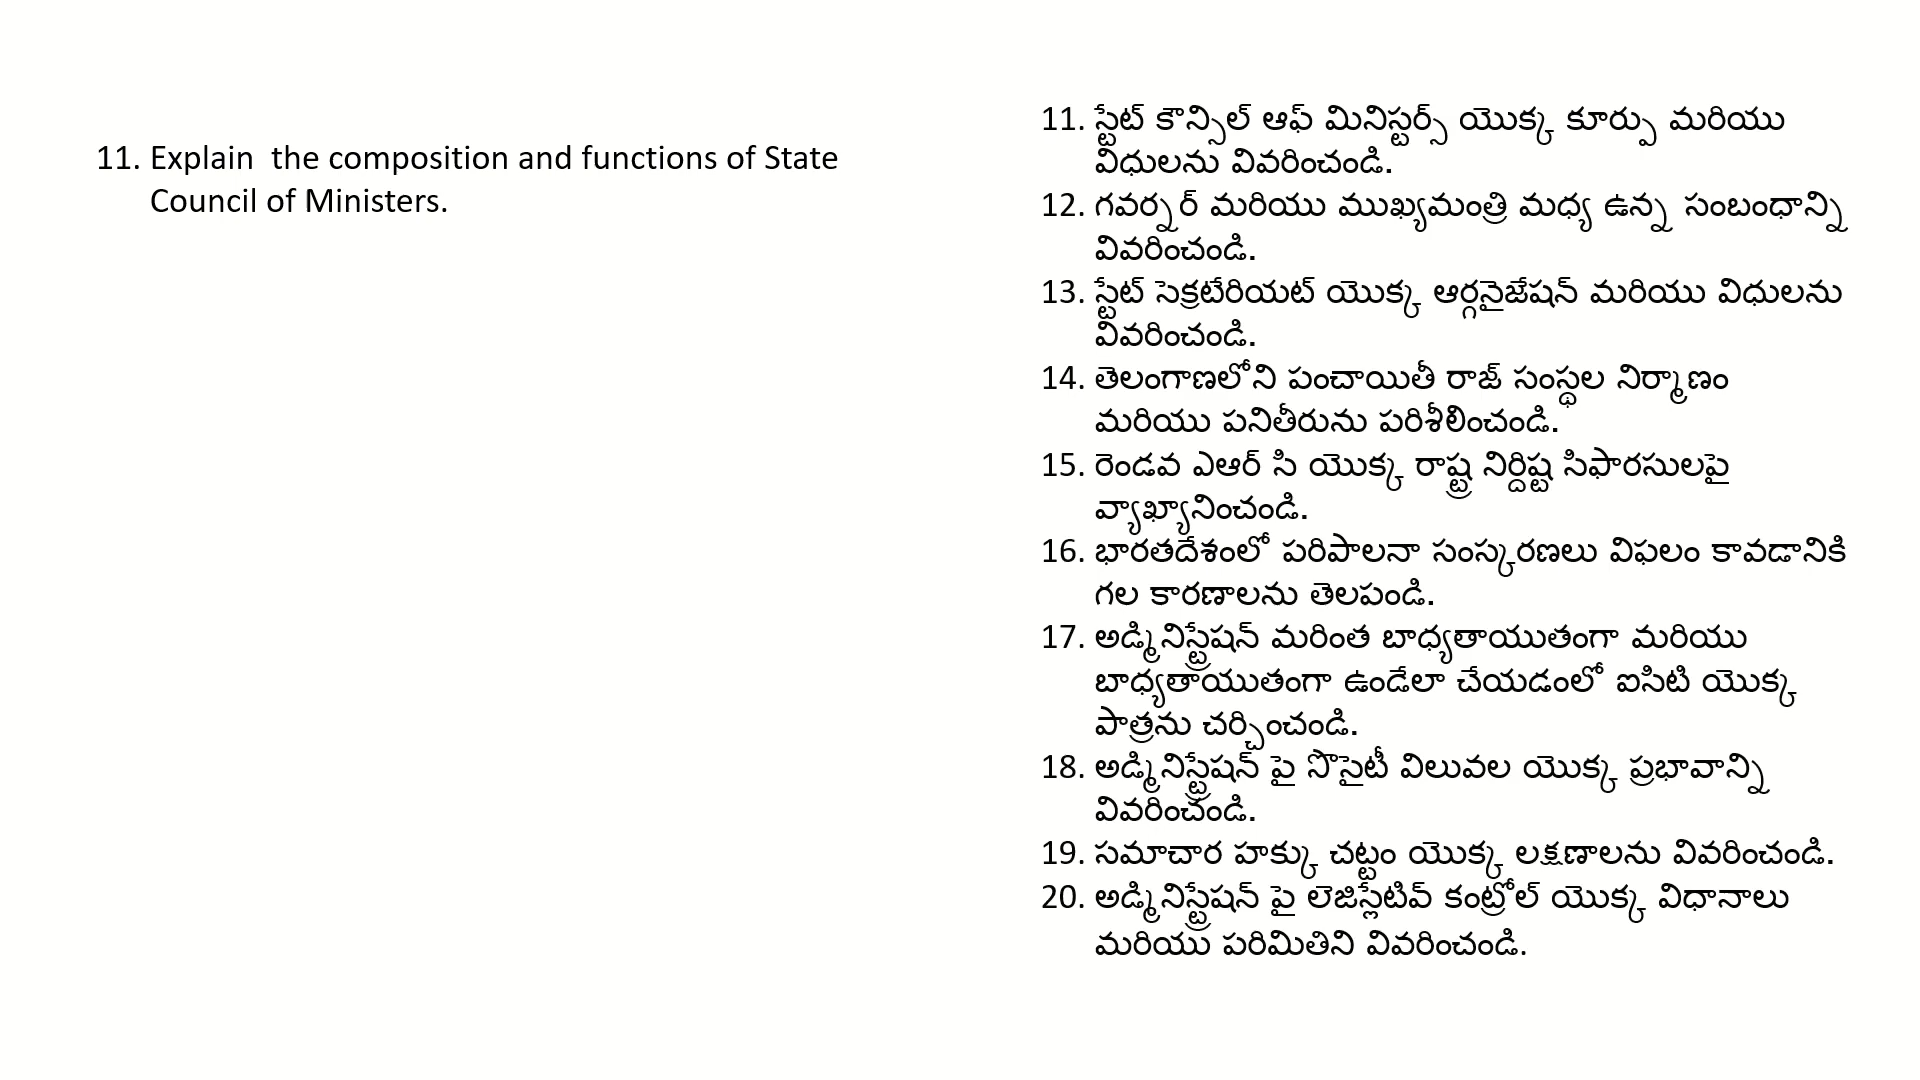 11. Explain  the composition and functions of State
Council of Ministers.
11. స్టేట్ కౌన్సిల్ ఆఫ్ మినిస్టర్స్ యొక్క కూర్పు మరియు
విధులను వివరించండి.
12. గవర్నర్ మరియు ముఖ్యమంత్రి మధ్య ఉన్న సంబంధాన్ని
వివరించండి.
13. స్టేట్ సెక్రటేరియట్ యొక్క ఆర్గనైజేషన్ మరియు విధులను
వివరించండి.
14. తెలంగాణలోని పంచాయితీ రాజ్ సంస్థల నిర్మాణం
మరియు పనితీరును పరిశీలించండి.
15. రెండవ ఎఆర్ సి యొక్క రాష్ట్ర నిర్దిష్ట సిఫారసులపై
వ్యాఖ్యానించండి.
16. భారతదేశంలో పరిపాలనా సంస్కరణలు విఫలం కావడానికి
గల కారణాలను తెలపండి.
17. అడ్మినిస్ట్రేషన్ మరింత బాధ్యతాయుతంగా మరియు
బాధ్యతాయుతంగా ఉండేలా చేయడంలో ఐసిటి యొక్క
పాత్రను చర్చించండి.
18. అడ్మినిస్ట్రేషన్ పై సొసైటీ విలువల యొక్క ప్రభావాన్ని
వివరించండి.
19. సమాచార హక్కు చట్టం యొక్క లక్షణాలను వివరించండి.
20. అడ్మినిస్ట్రేషన్ పై లెజిస్లేటివ్ కంట్రోల్ యొక్క విధానాలు
మరియు పరిమితిని వివరించండి.